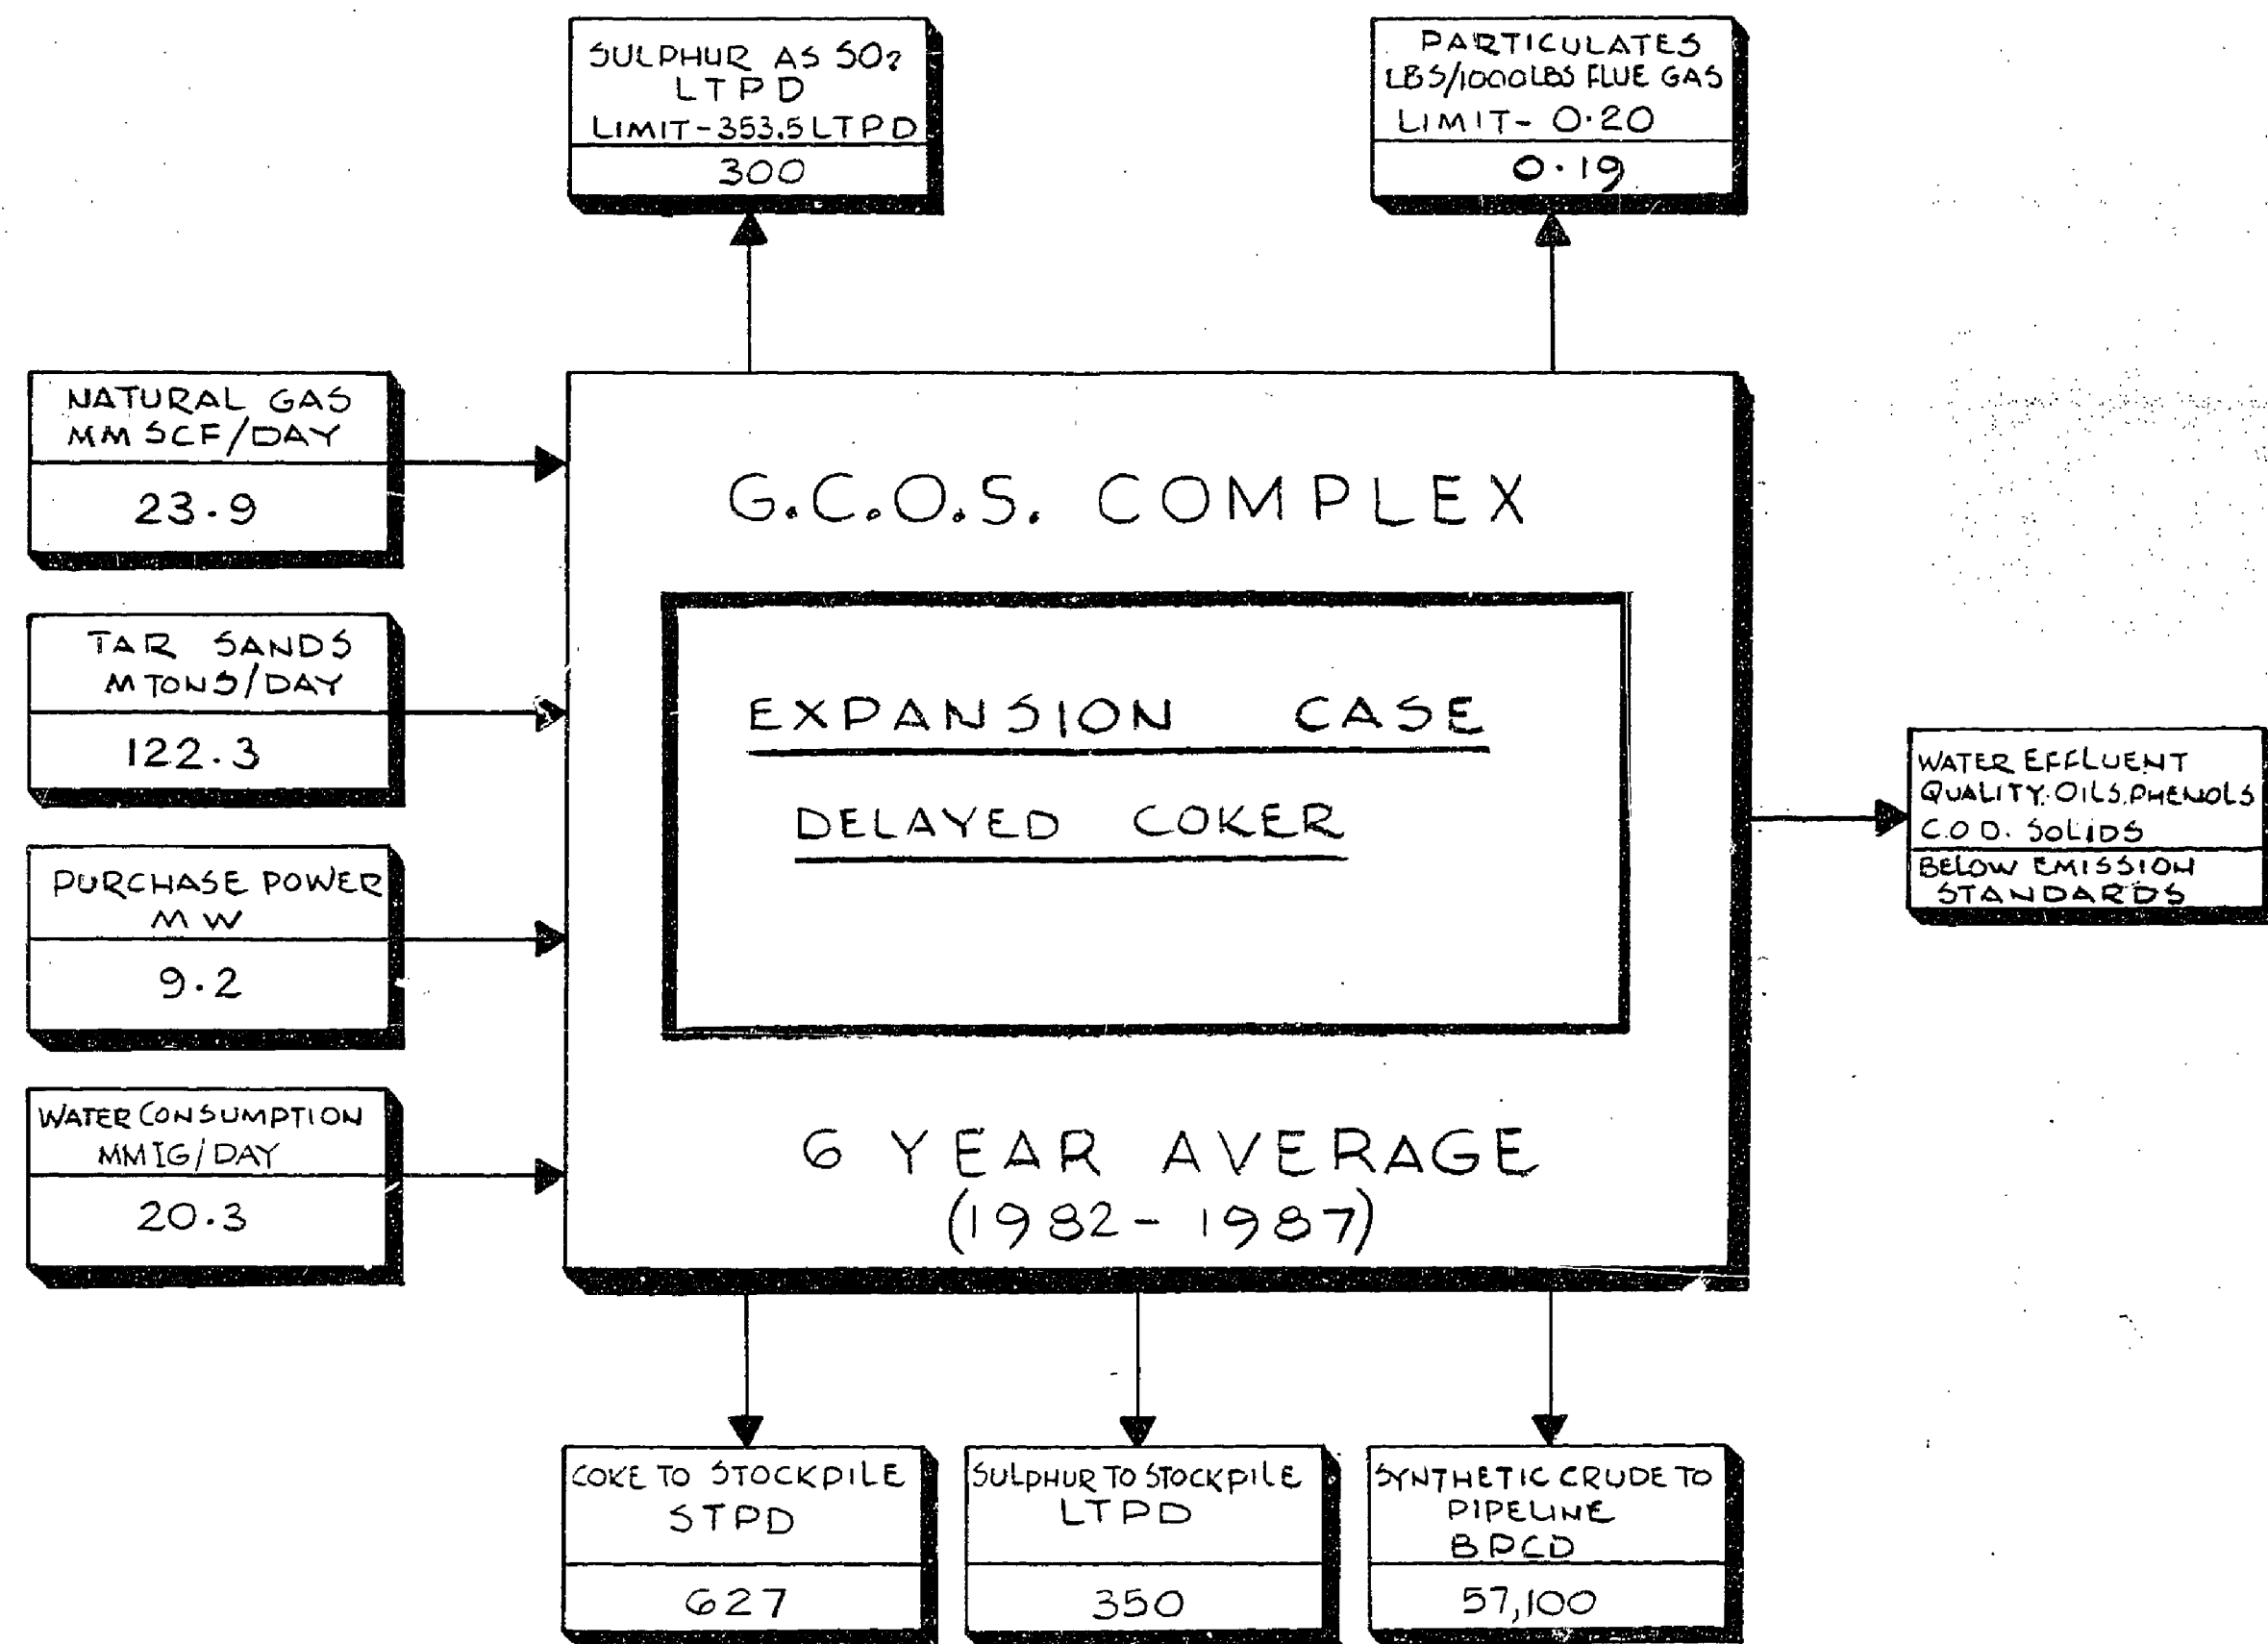 SULPHUR AS SO2
LTPD
LIMIT-353.5 LTPD
300
PARTICULATES
LBS/1000LBS FLUE GAS
LIMIT- 0.20
0.19
NATURAL GAS
MM SCF/DAY
23.9
TAR SANDS
M TONS/DAY
122.3
PURCHASE POWER
MW
9.2
WATER CONSUMPTION
MMIG/DAY
20.3
G.C.O.S. COMPLEX
EXPANSION CASE
DELAYED COKER
6 YEAR AVERAGE
(1982- 1987)
WATER EFFLUENT
QUALITY. OILS. PHENOLS
C.O.D. SOLIDS
BELOW EMISSION
STANDARDS
COKE TO STOCKPILE
STPD
627
SULPHUR TO STOCKPILE
LTPD
350
SYNTHETIC CRUDE TO
PIPELINE
BPCD
57,100